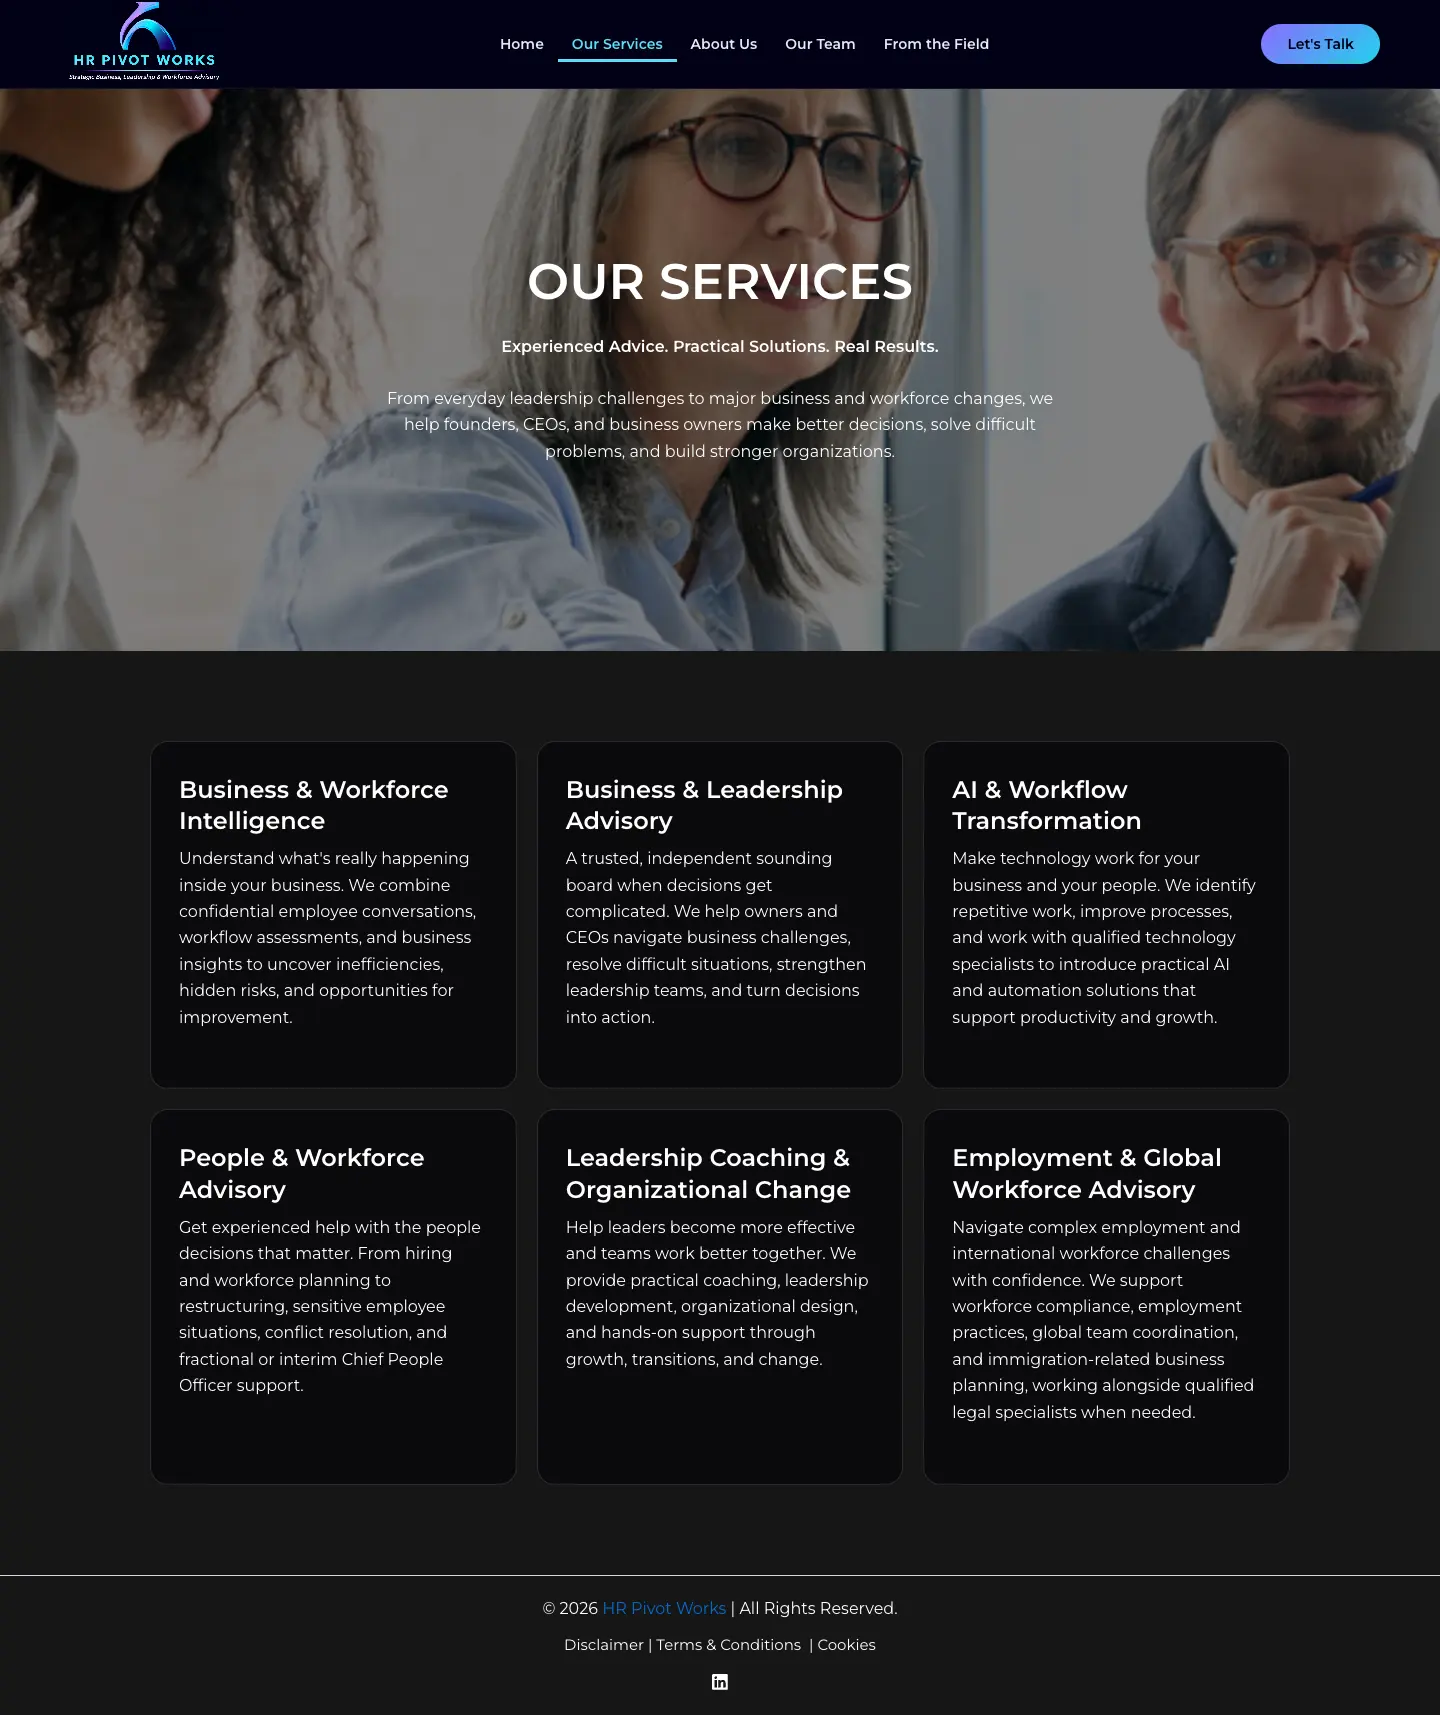 HR PIVOT WORKS
Strategic Business, Leadership & Workforce Advisory
Home
Our Services
About Us
Our Team
From the Field
Let's Talk
OUR SERVICES
Experienced Advice. Practical Solutions. Real Results.
From everyday leadership challenges to major business and workforce changes, we
help founders, CEOs, and business owners make better decisions, solve difficult
problems, and build stronger organizations.
Business & Workforce
Intelligence
Understand what's really happening
inside your business. We combine
confidential employee conversations,
workflow assessments, and business
insights to uncover inefficiencies,
hidden risks, and opportunities for
improvement.
Business & Leadership
Advisory
A trusted, independent sounding
board when decisions get
complicated. We help owners and
CEOs navigate business challenges,
resolve difficult situations, strengthen
leadership teams, and turn decisions
into action.
AI & Workflow
Transformation
Make technology work for your
business and your people. We identify
repetitive work, improve processes,
and work with qualified technology
specialists to introduce practical AI
and automation solutions that
support productivity and growth.
People & Workforce
Advisory
Get experienced help with the people
decisions that matter. From hiring
and workforce planning to
restructuring, sensitive employee
situations, conflict resolution, and
fractional or interim Chief People
Officer support.
Leadership Coaching &
Organizational Change
Help leaders become more effective
and teams work better together. We
provide practical coaching, leadership
development, organizational design,
and hands-on support through
growth, transitions, and change.
Employment & Global
Workforce Advisory
Navigate complex employment and
international workforce challenges
with confidence. We support
workforce compliance, employment
practices, global team coordination,
and immigration-related business
planning, working alongside qualified
legal specialists when needed.
© 2026 HR Pivot Works | All Rights Reserved.
Disclaimer | Terms & Conditions | Cookies